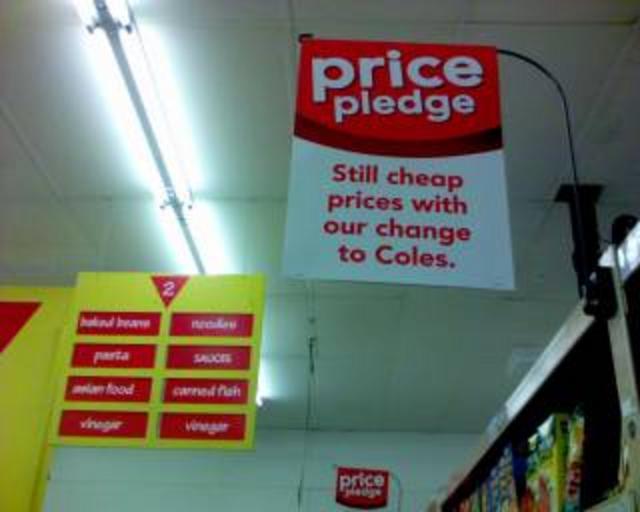 price
pledge
Still cheap
prices with
our change
to Coles.
2
baked beans
noodles
pasta
sauces
asian food
canned fish
vinegar
vinegar
price
pledge